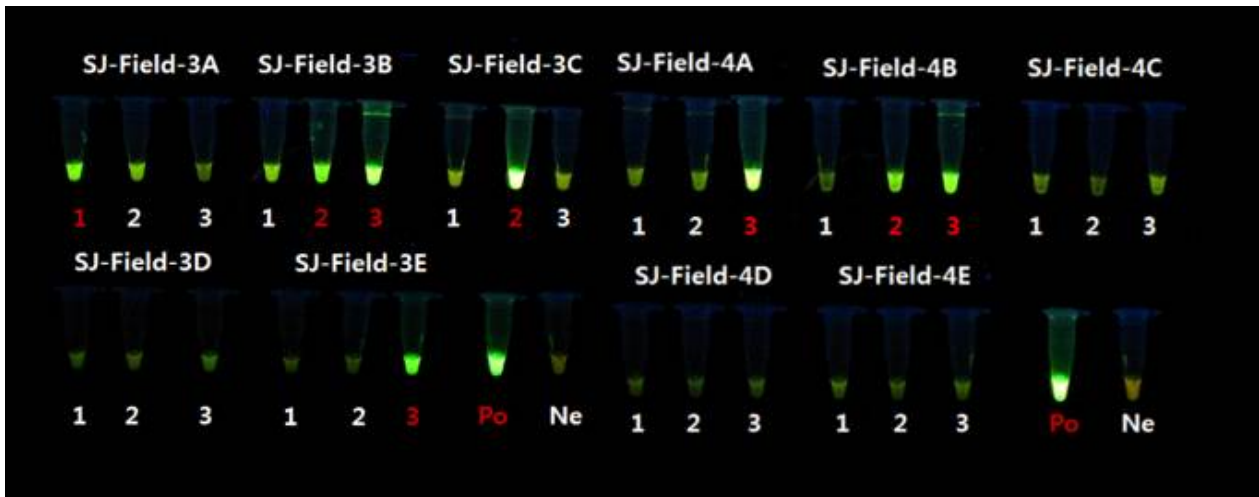 SJ-Field-3A SJ-Field-3B SJ-Field-3C SJ-Field-4A SJ-Field-4B SJ-Field-4C
1 2 3 1 2 3 1 2 3 1 2 3 1 2 3 1 2 3
SJ-Field-3D SJ-Field-3E SJ-Field-4D SJ-Field-4E
1 2 3 1 2 3 Po Ne 1 2 3 1 2 3 Po Ne